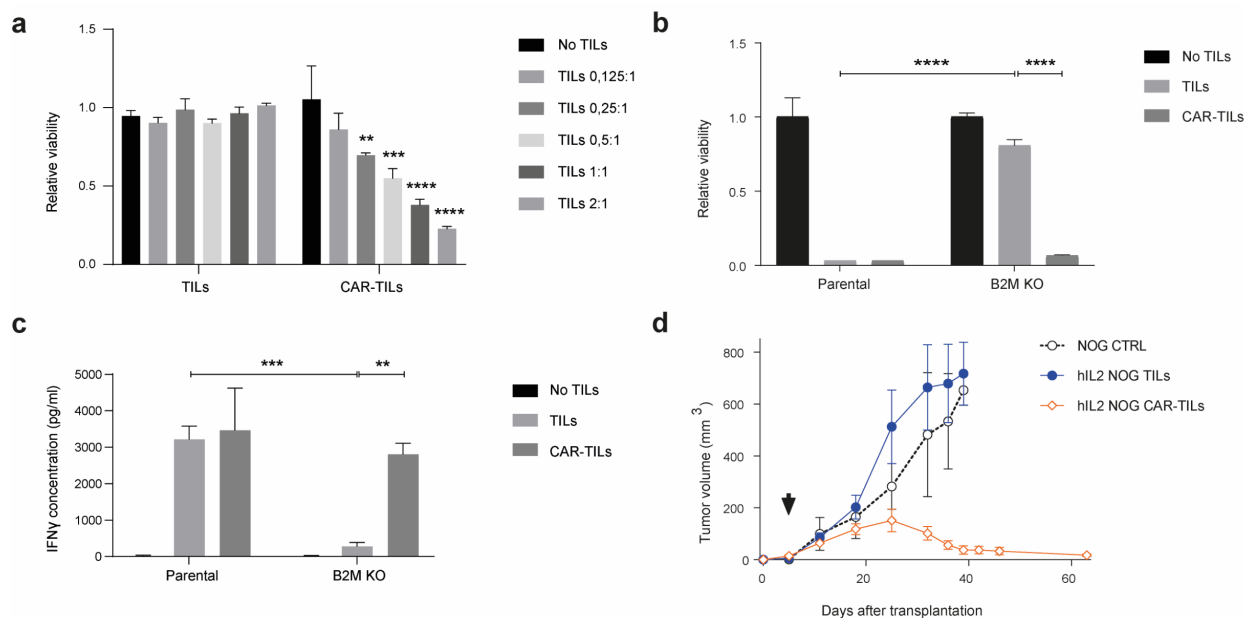 a
1.5
1.0
0.5
0.0
Relative viability
** *** **** ****
TILs CAR-TILs
No TILs
TILs 0,125:1
TILs 0,25:1
TILs 0,5:1
TILs 1:1
TILs 2:1
b
1.5
1.0
0.5
0.0
Relative viability
**** ****
Parental B2M KO
No TILs
TILs
CAR-TILs
c
5000
4000
3000
2000
1000
0
IFNγ concentration (pg/ml)
*** **
Parental B2M KO
No TILs
TILs
CAR-TILs
d
800
600
400
200
0
Tumor volume (mm³)
0 20 40 60
Days after transplantation
NOG CTRL
hIL2 NOG TILs
hIL2 NOG CAR-TILs